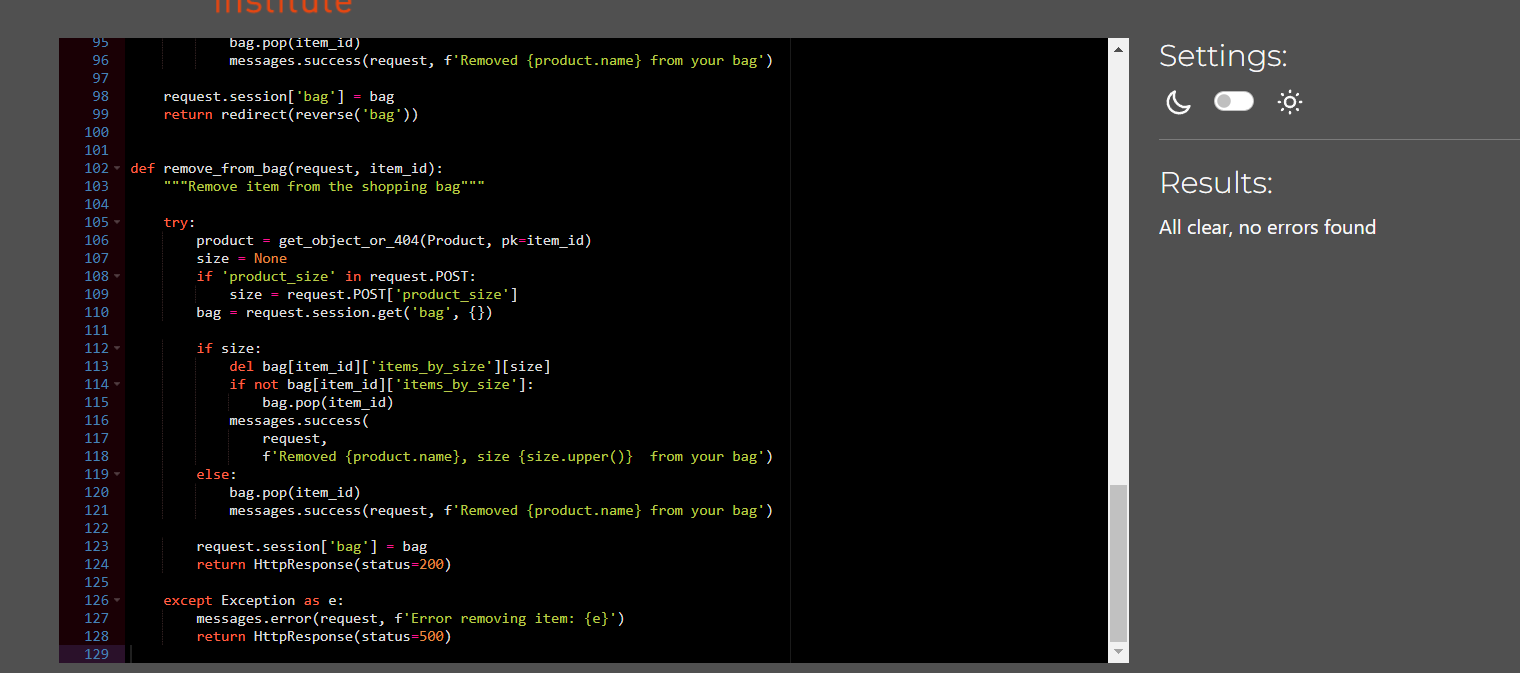 institute
95 bag.pop(item_id)
96 messages.success(request, f'Removed {product.name} from your bag')
97
98 request.session['bag'] = bag
99 return redirect(reverse('bag'))
100
101
102 def remove_from_bag(request, item_id):
103 """Remove item from the shopping bag"""
104
105 try:
106 product = get_object_or_404(Product, pk=item_id)
107 size = None
108 if 'product_size' in request.POST:
109 size = request.POST['product_size']
110 bag = request.session.get('bag', {})
111
112 if size:
113 del bag[item_id]['items_by_size'][size]
114 if not bag[item_id]['items_by_size']:
115 bag.pop(item_id)
116 messages.success(
117 request,
118 f'Removed {product.name}, size {size.upper()}  from your bag')
119 else:
120 bag.pop(item_id)
121 messages.success(request, f'Removed {product.name} from your bag')
122
123 request.session['bag'] = bag
124 return HttpResponse(status=200)
125
126 except Exception as e:
127 messages.error(request, f'Error removing item: {e}')
128 return HttpResponse(status=500)
129
Settings:
Results:
All clear, no errors found